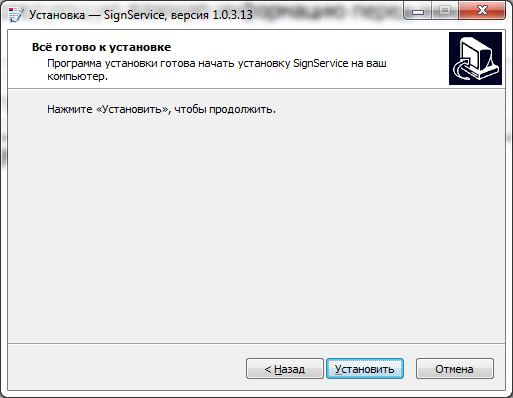 Установка — SignService, версия 1.0.3.13
Всё готово к установке
Программа установки готова начать установку SignService на ваш
компьютер.
Нажмите «Установить», чтобы продолжить.
< Назад
Установить
Отмена